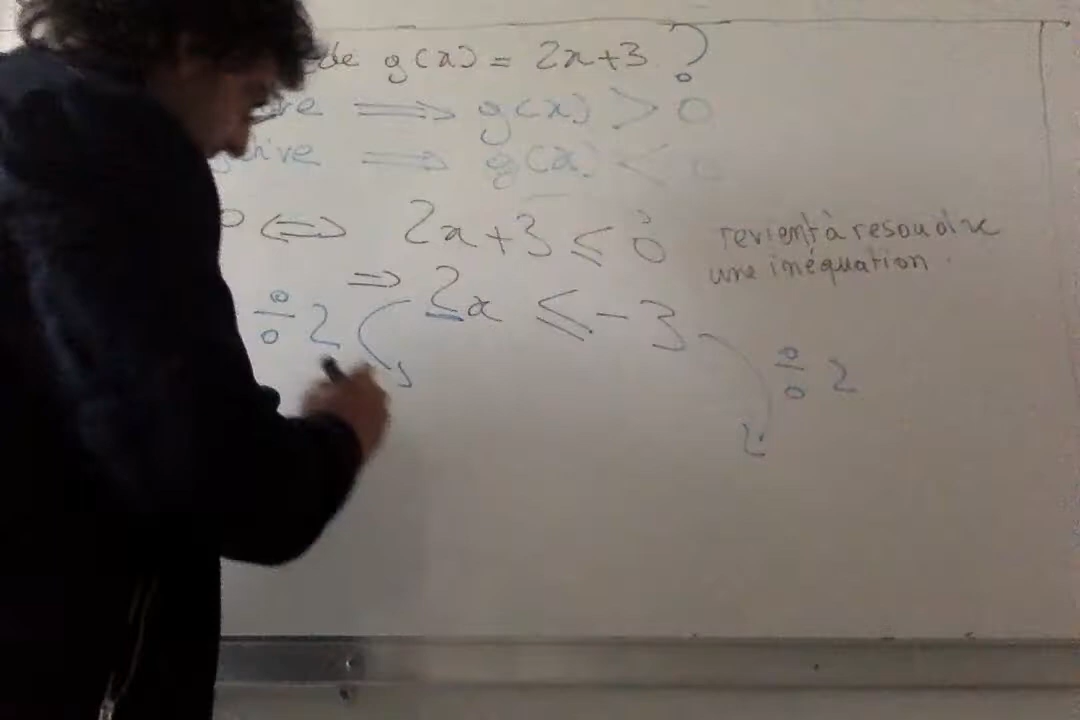 de g(x) = 2x+3 ?
⟹ g(x) > 0
⟹ g(x) <
⟺ 2x+3 ≤ 0 revient à resoudre
une inéquation.
⟹ 2x ≤ -3
÷ 2
÷ 2